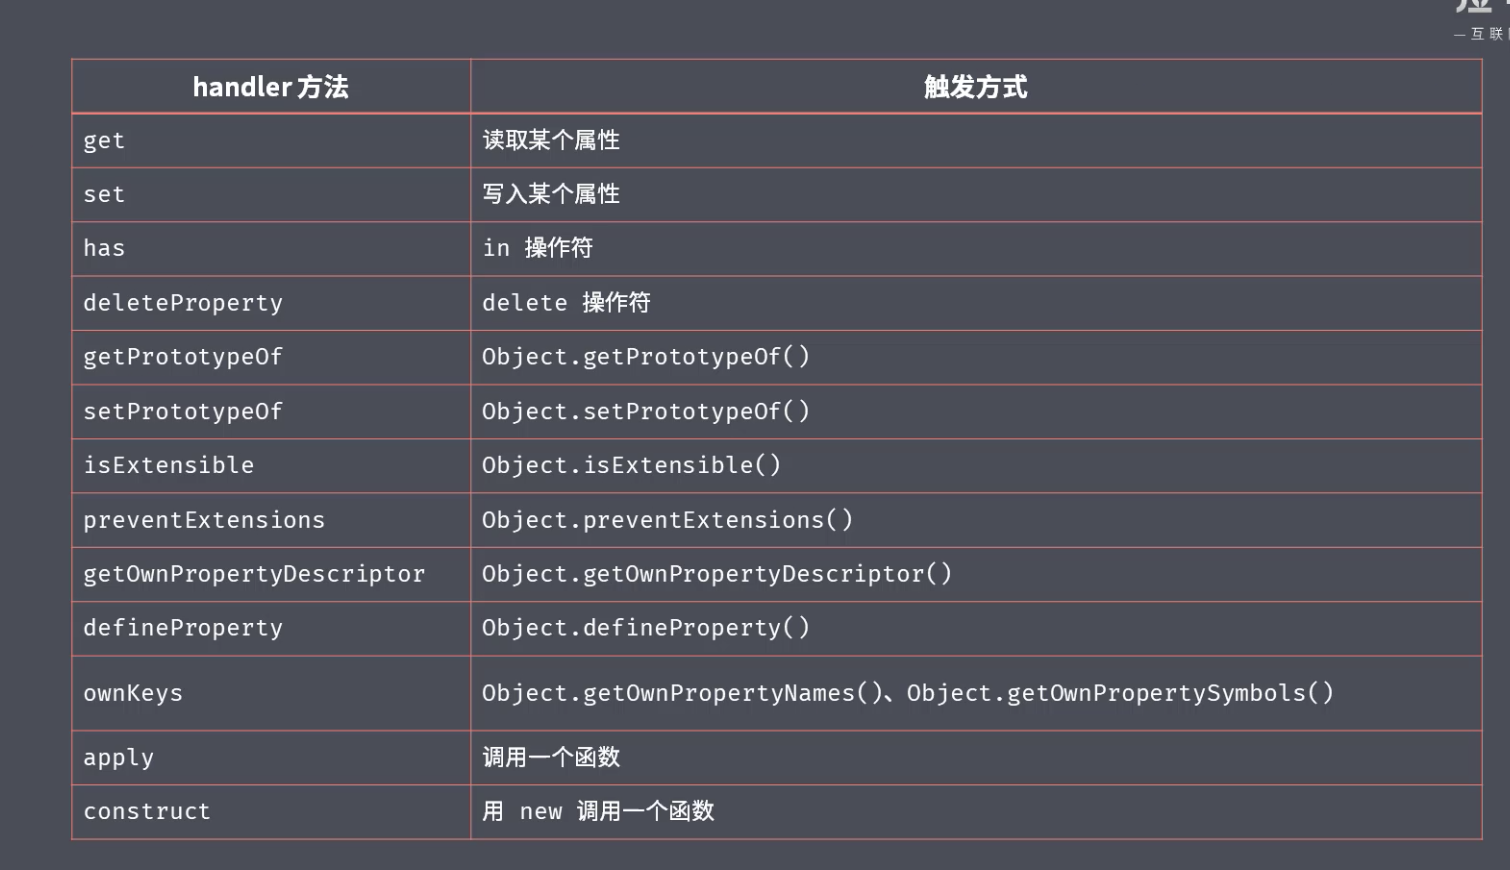 一互联
handler 方法 触发方式
get 读取某个属性
set 写入某个属性
has in 操作符
deleteProperty delete 操作符
getPrototypeOf Object.getPrototypeOf()
setPrototypeOf Object.setPrototypeOf()
isExtensible Object.isExtensible()
preventExtensions Object.preventExtensions()
getOwnPropertyDescriptor Object.getOwnPropertyDescriptor()
defineProperty Object.defineProperty()
ownKeys Object.getOwnPropertyNames()、Object.getOwnPropertySymbols()
apply 调用一个函数
construct 用 new 调用一个函数